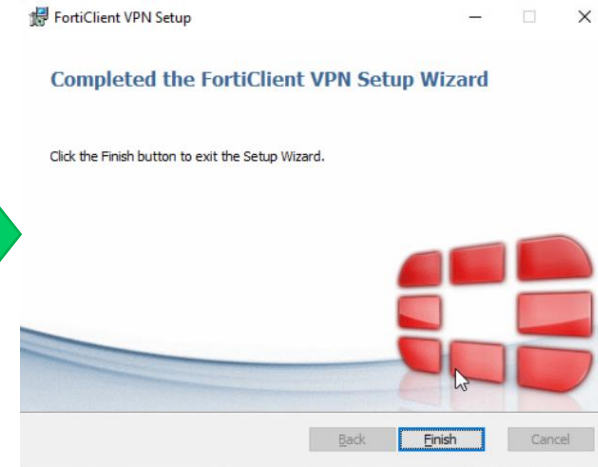 FortiClient VPN Setup
Completed the FortiClient VPN Setup Wizard
Click the Finish button to exit the Setup Wizard.
Back Finish Cancel